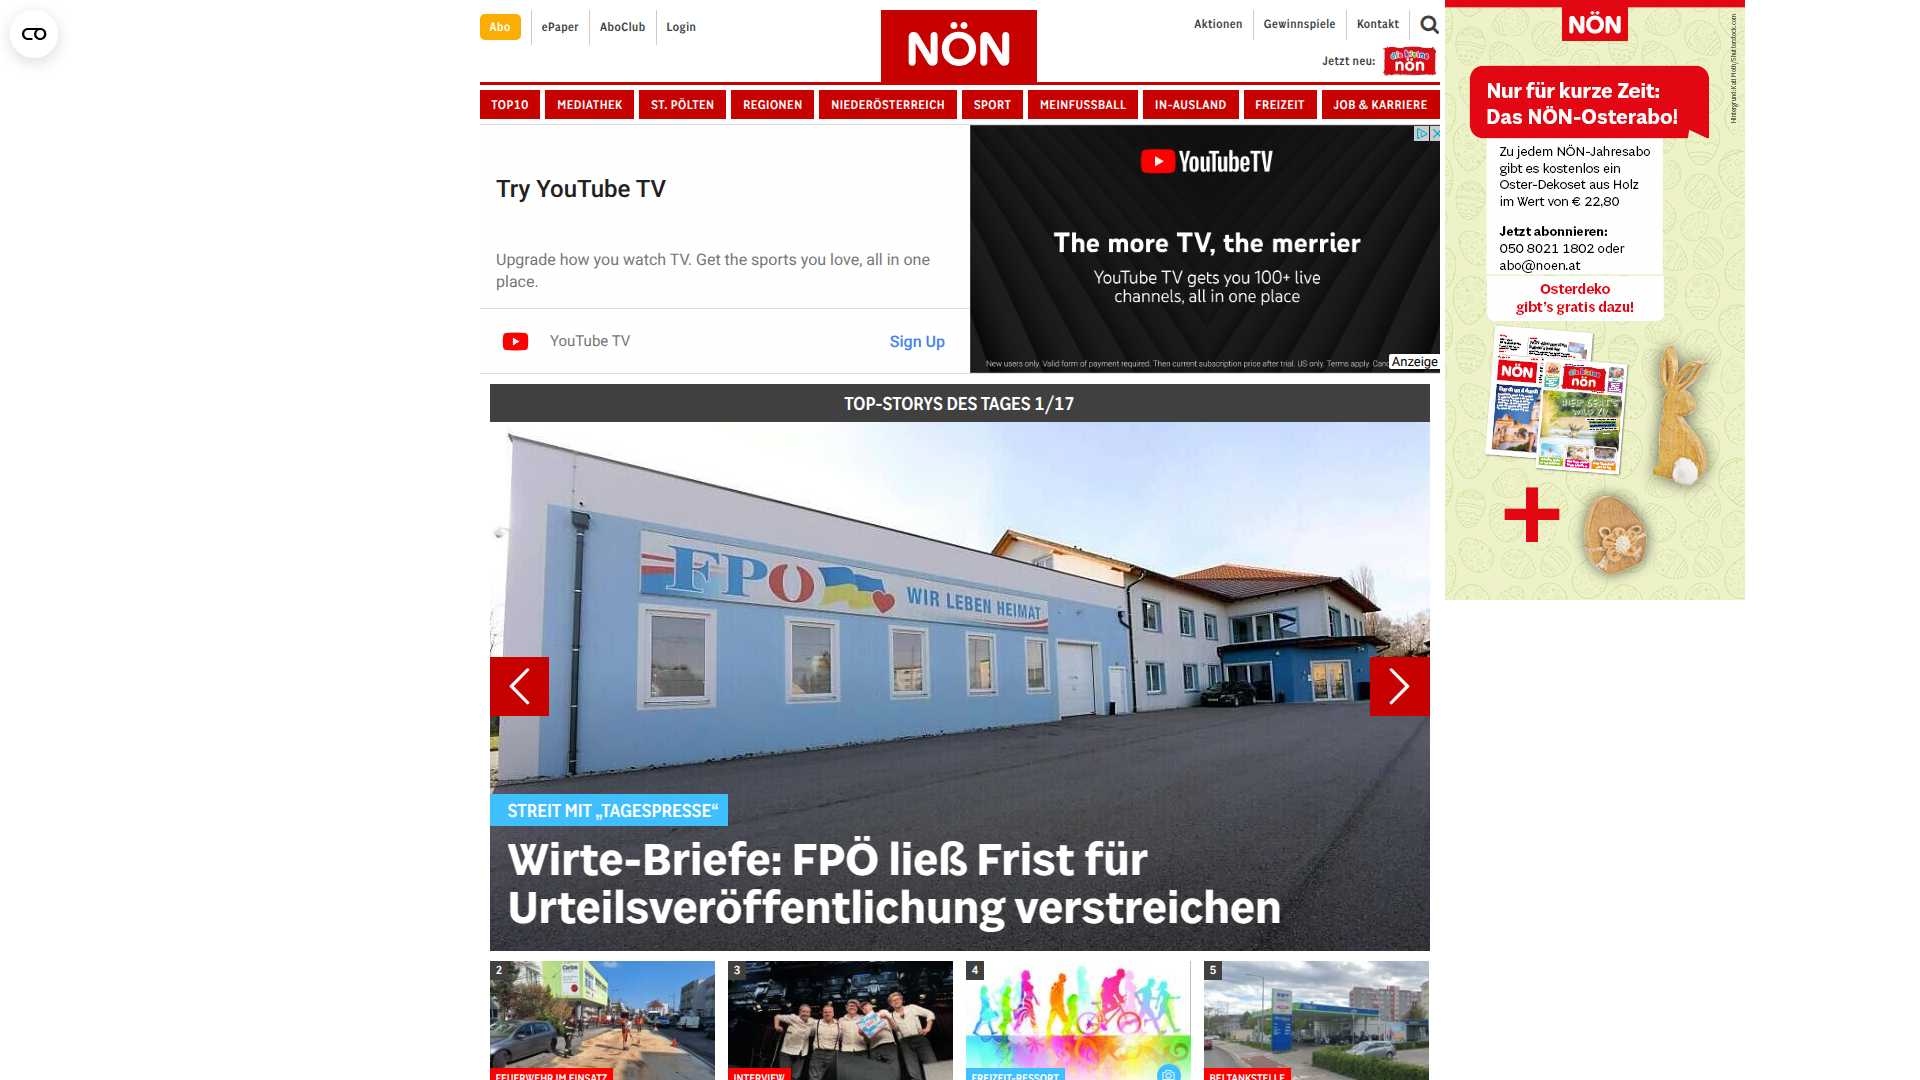 Abo
ePaper
AboClub
Login
NÖN
Aktionen
Gewinnspiele
Kontakt
Jetzt neu:
die kleine
nön
TOP10
MEDIATHEK
ST. PÖLTEN
REGIONEN
NIEDERÖSTERREICH
SPORT
MEINFUSSBALL
IN-AUSLAND
FREIZEIT
JOB & KARRIERE
Try YouTube TV
Upgrade how you watch TV. Get the sports you love, all in one
place.
YouTube TV
Sign Up
YouTubeTV
The more TV, the merrier
YouTube TV gets you 100+ live
channels, all in one place
New users only. Valid form of payment required. Then current subscription price after trial. US only. Terms apply.
Anzeige
TOP-STORYS DES TAGES 1/17
FPÖ
WIR LEBEN HEIMAT
STREIT MIT „TAGESPRESSE“
Wirte-Briefe: FPÖ ließ Frist für
Urteilsveröffentlichung verstreichen
2
FEUERWEHR IM EINSATZ
3
INTERVIEW
4
FREIZEIT-RESSORT
5
BEI TANKSTELLE
NÖN
Nur für kurze Zeit:
Das NÖN-Osterabo!
Zu jedem NÖN-Jahresabo
gibt es kostenlos ein
Oster-Dekoset aus Holz
im Wert von € 22,80
Jetzt abonnieren:
050 8021 1802 oder
abo@noen.at
Osterdeko
gibt's gratis dazu!
NÖN
nön